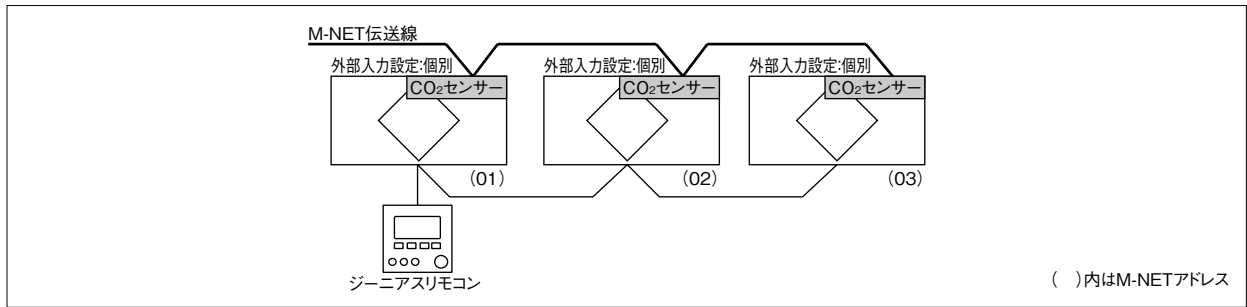 M-NET伝送線
外部入力設定:個別 外部入力設定:個別 外部入力設定:個別
CO₂センサー CO₂センサー CO₂センサー
(01) (02) (03)
ジーニアスリモコン
( )内はM-NETアドレス